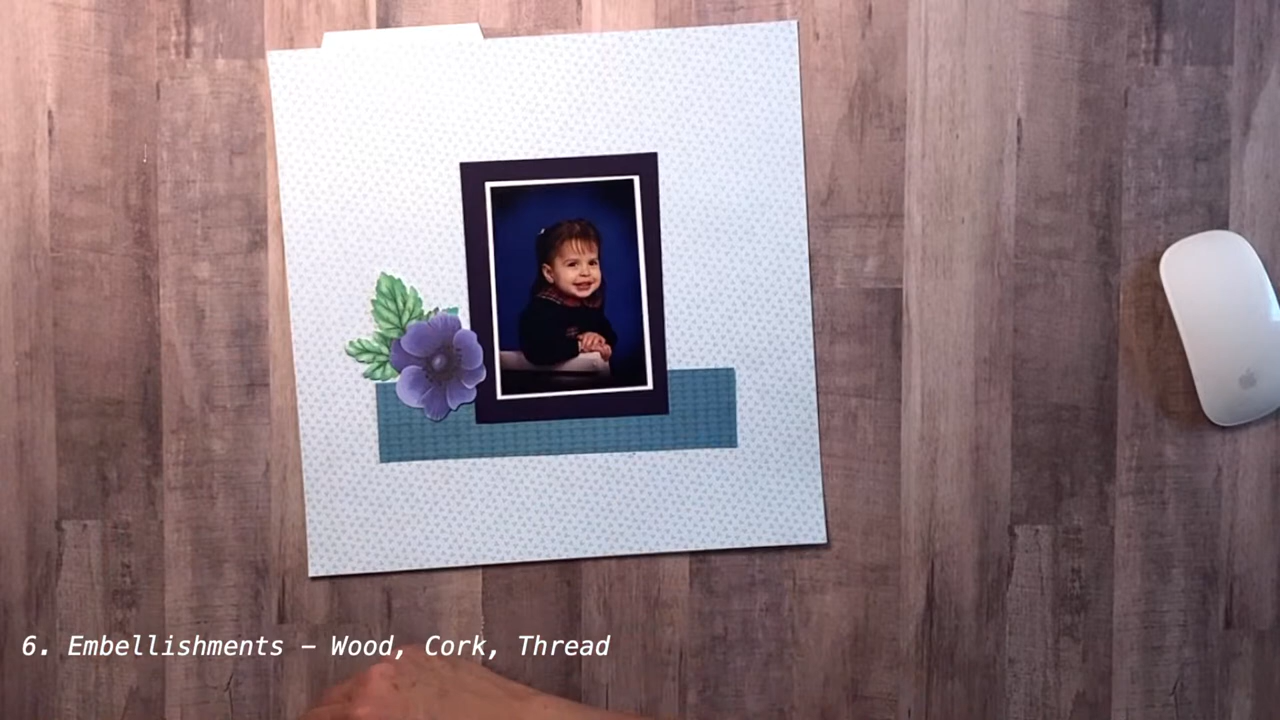 6. Embellishments – Wood, Cork, Thread